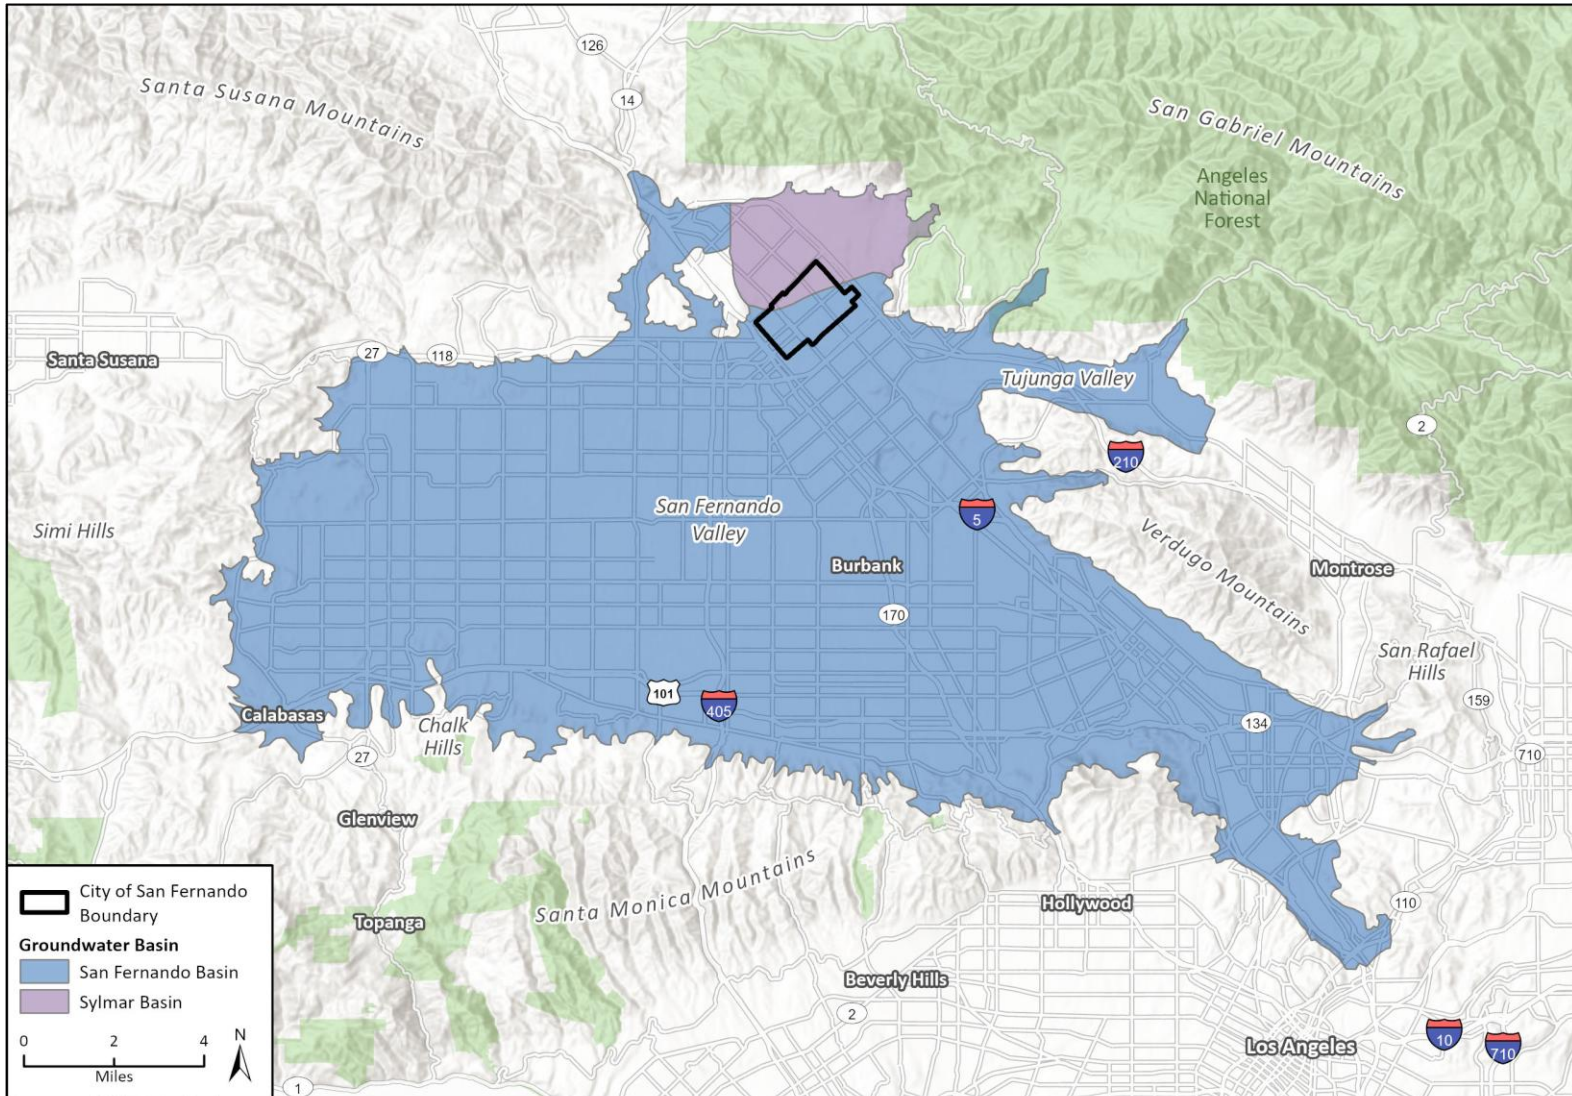 126
Santa Susana Mountains
14
San Gabriel Mountains
Angeles
National
Forest
Santa Susana
27
118
Tujunga Valley
2
210
San Fernando
Valley
5
Simi Hills
Burbank
Verdugo Mountains
Montrose
170
San Rafael
Hills
101
405
159
Calabasas
Chalk
Hills
134
27
710
Glenview
Santa Monica Mountains
Hollywood
110
Topanga
Beverly Hills
2
Los Angeles
10
710
1
City of San Fernando
Boundary
Groundwater Basin
San Fernando Basin
Sylmar Basin
0 2 4
Miles
N